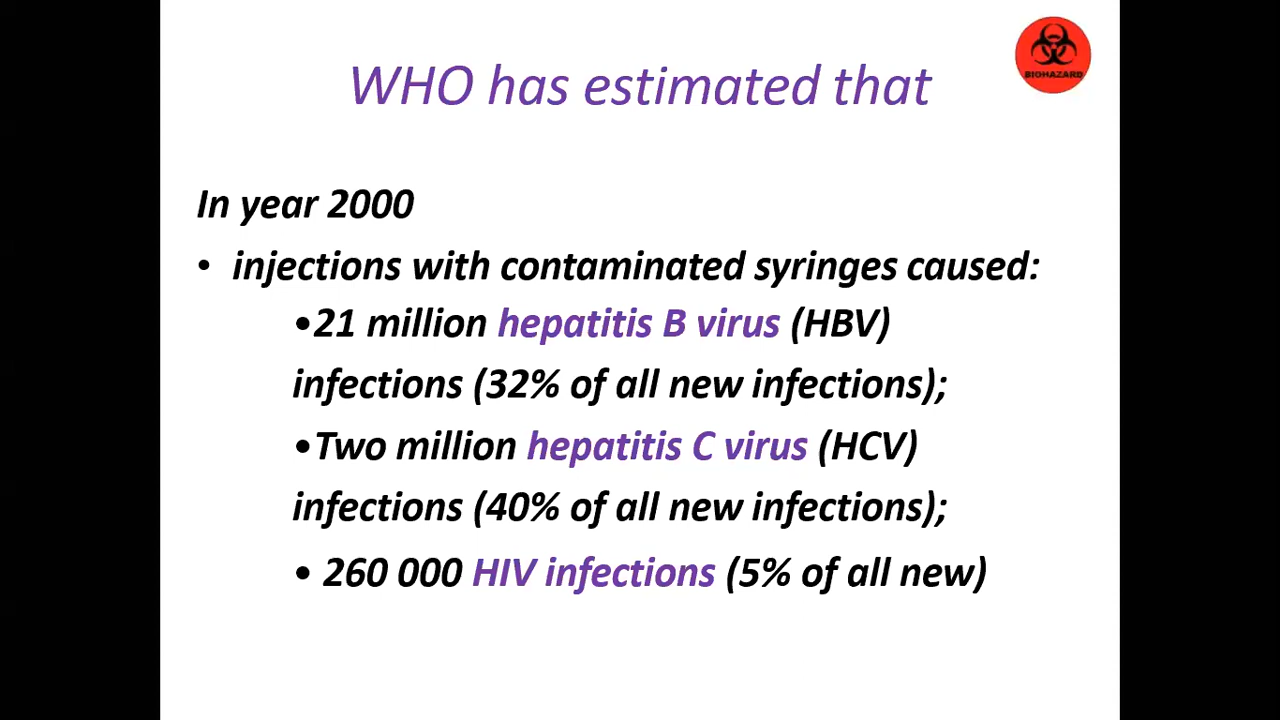 WHO has estimated that
BIOHAZARD
In year 2000
• injections with contaminated syringes caused:
•21 million hepatitis B virus (HBV)
infections (32% of all new infections);
•Two million hepatitis C virus (HCV)
infections (40% of all new infections);
• 260 000 HIV infections (5% of all new)